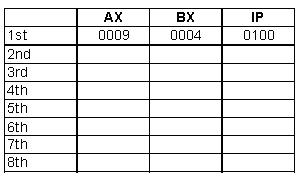 AX BX IP
1st 0009 0004 0100
2nd
3rd
4th
5th
6th
7th
8th